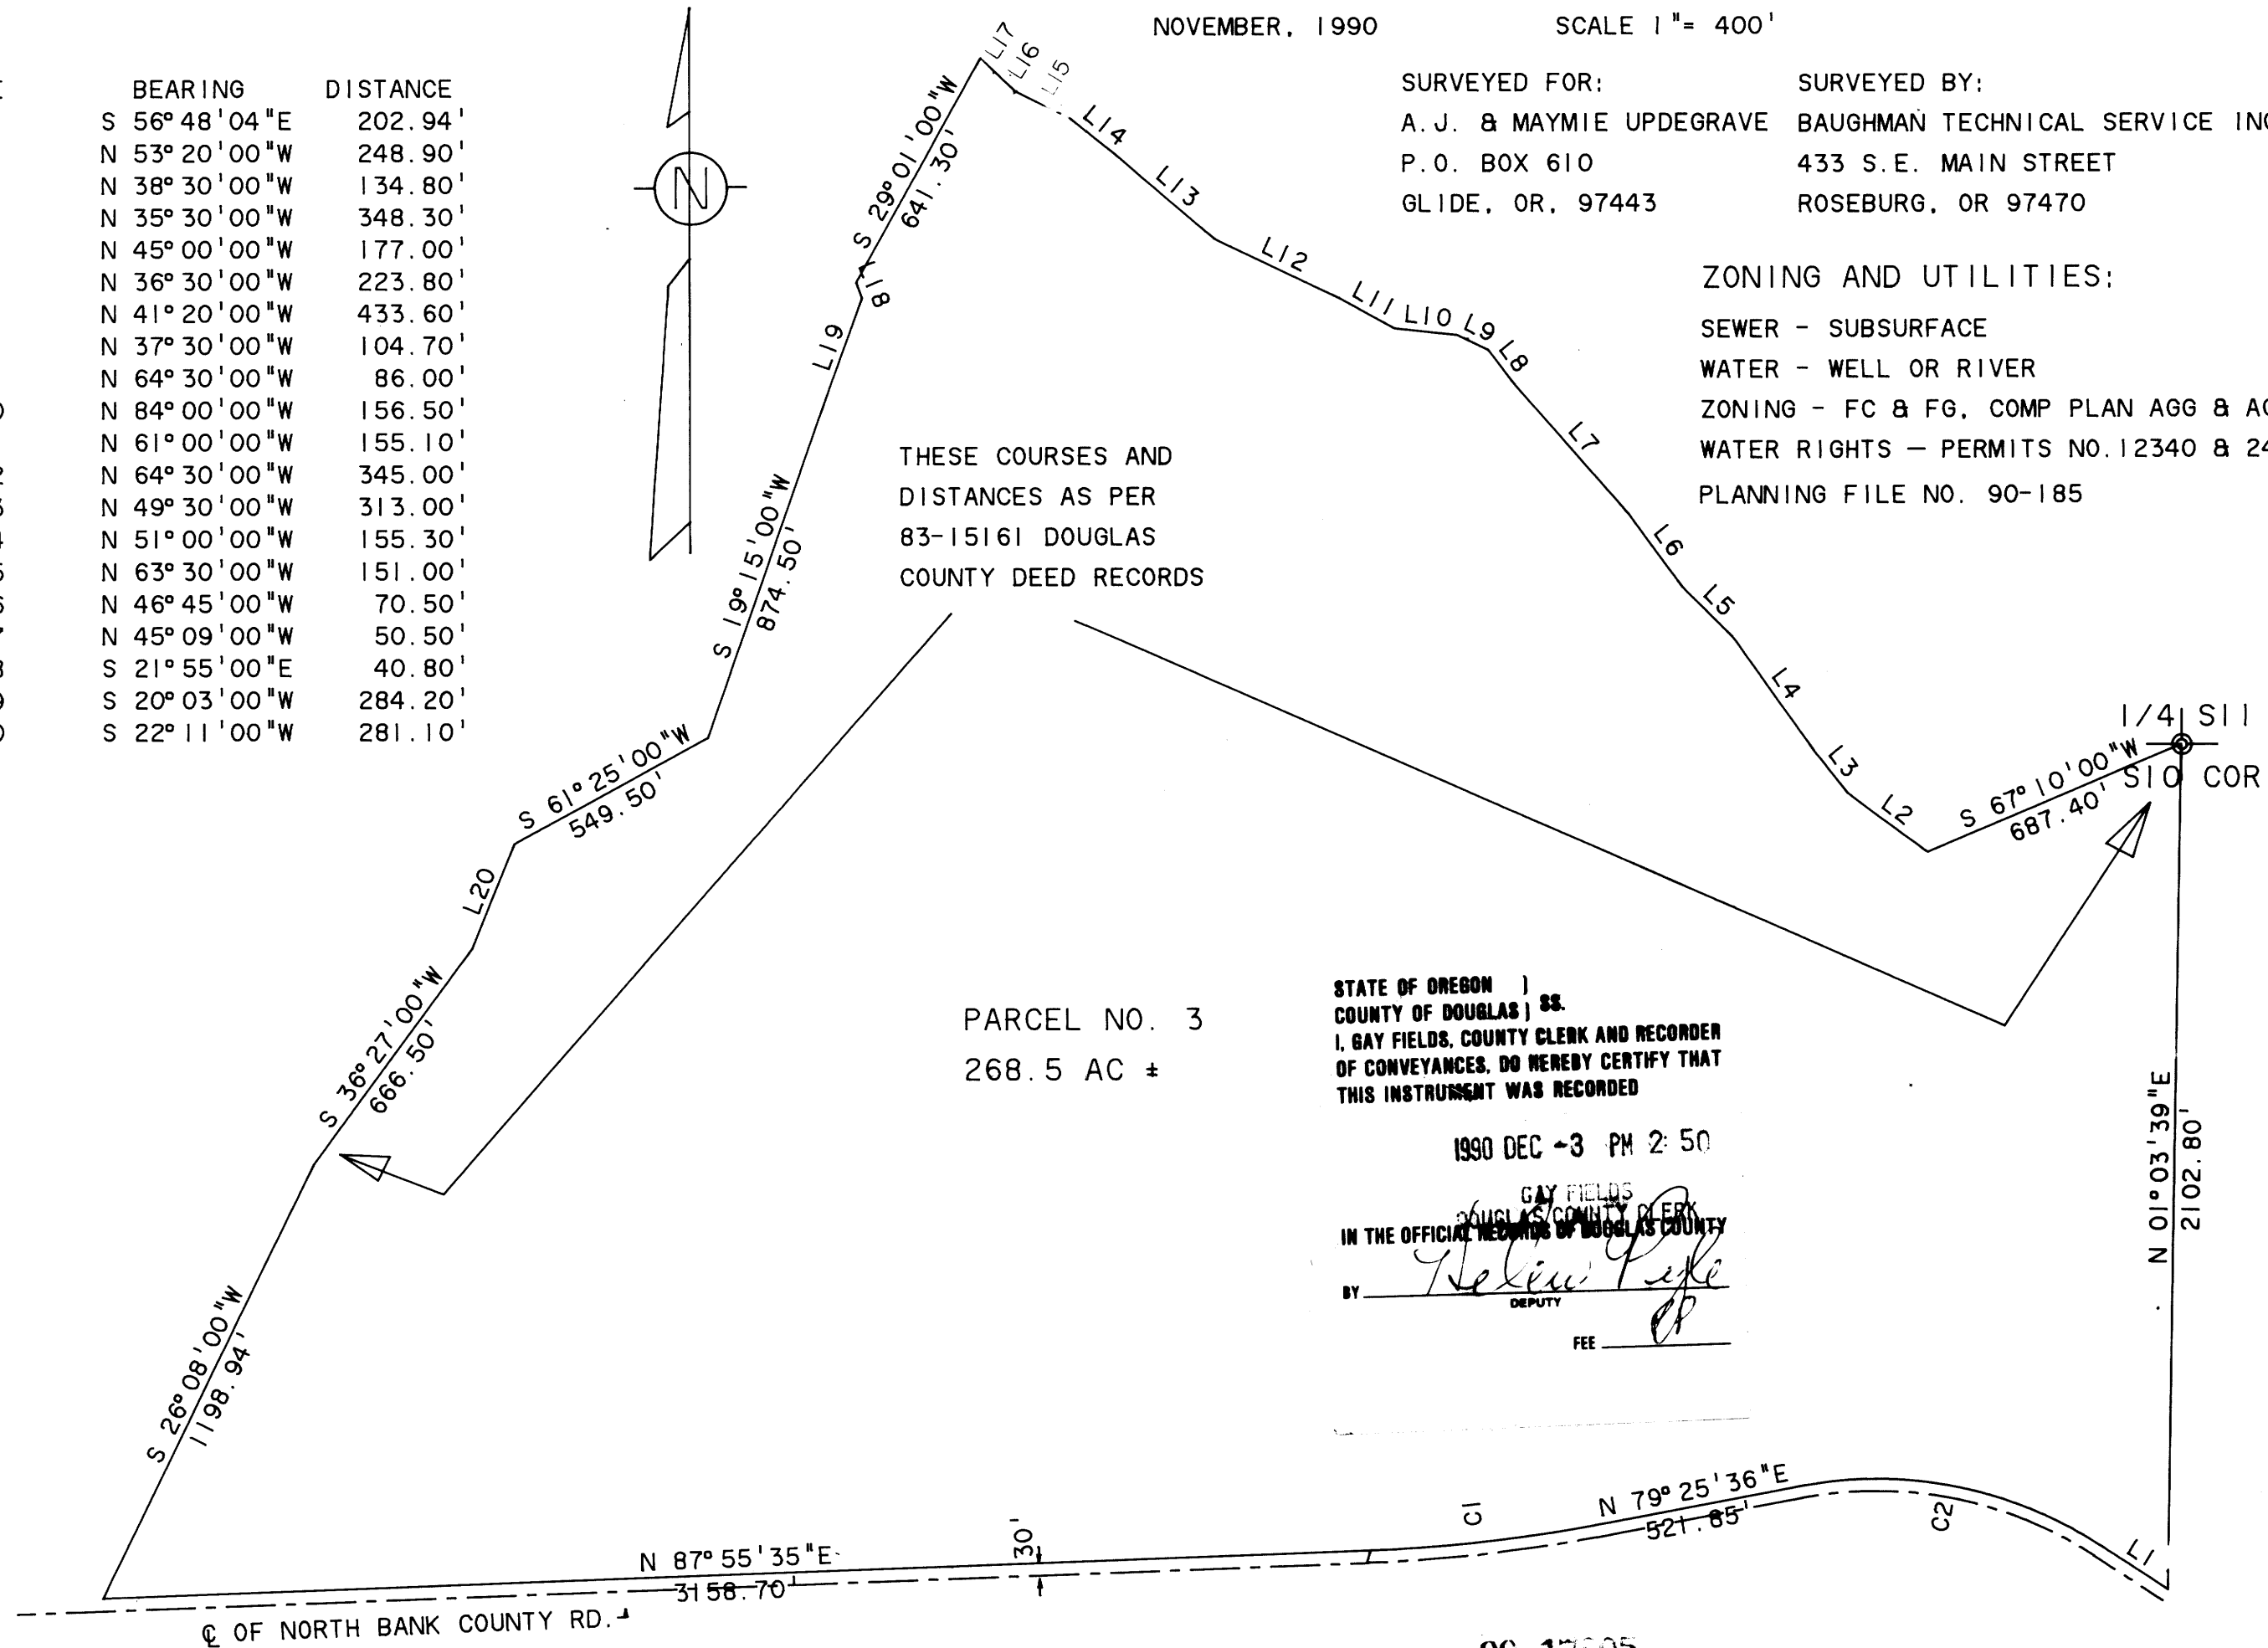 NOVEMBER, 1990 SCALE 1"= 400'
SURVEYED FOR:
A.J. & MAYMIE UPDEGRAVE
P.O. BOX 610
GLIDE, OR, 97443
SURVEYED BY:
BAUGHMAN TECHNICAL SERVICE INC
433 S.E. MAIN STREET
ROSEBURG, OR 97470
ZONING AND UTILITIES:
SEWER - SUBSURFACE
WATER - WELL OR RIVER
ZONING - FC & FG, COMP PLAN AGG &
WATER RIGHTS — PERMITS NO.12340 &
PLANNING FILE NO. 90-185
BEARING DISTANCE
S 56°48'04"E 202.94'
N 53°20'00"W 248.90'
N 38°30'00"W 134.80'
N 35°30'00"W 348.30'
N 45°00'00"W 177.00'
N 36°30'00"W 223.80'
N 41°20'00"W 433.60'
N 37°30'00"W 104.70'
N 64°30'00"W 86.00'
N 84°00'00"W 156.50'
N 61°00'00"W 155.10'
N 64°30'00"W 345.00'
N 49°30'00"W 313.00'
N 51°00'00"W 155.30'
N 63°30'00"W 151.00'
N 46°45'00"W 70.50'
N 45°09'00"W 50.50'
S 21°55'00"E 40.80'
S 20°03'00"W 284.20'
S 22°11'00"W 281.10'
N
L17
L16
L15
L14
L13
L12
L11
L10
L9
L8
L7
L6
L5
L4
L3
L2
S 29°01'00"W
641.30'
L18
L19
S 19°15'00"W
874.50'
THESE COURSES AND
DISTANCES AS PER
83-15161 DOUGLAS
COUNTY DEED RECORDS
S 61°25'00"W
549.50'
L20
S 36°27'00"W
666.50'
S 26°08'00"W
1198.94'
1/4 S11
S10 COR
S 67°10'00"W
687.40'
N 01°03'39"E
2102.80'
PARCEL NO. 3
268.5 AC ±
STATE OF OREGON )
COUNTY OF DOUGLAS ) SS.
I, GAY FIELDS, COUNTY CLERK AND RECORDER
OF CONVEYANCES, DO HEREBY CERTIFY THAT
THIS INSTRUMENT WAS RECORDED
1990 DEC -3 PM 2:50
GAY FIELDS
DOUGLAS COUNTY CLERK
IN THE OFFICIAL RECORDS OF DOUGLAS COUNTY
BY Helen Pyle
DEPUTY
FEE
C1
N 79°25'36"E
521.85'
C2
L1
N 87°55'35"E
3158.70'
30'
℄ OF NORTH BANK COUNTY RD.